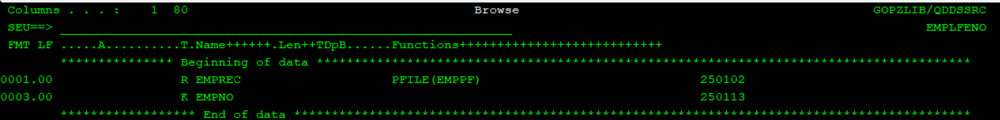 Columns . . . :    1  80                                      Browse                                               GOPZLIB/QDDSSRC
SEU==>                                                                                                                    EMPLFENO
FMT LF .....A..........T.Name++++++.Len++TDpB......Functions+++++++++++++++++++++++++++
*************** Beginning of data ***************************************************************************************
0001.00                 R EMPREC                    PFILE(EMPPF)                             250102
0003.00                 K EMPNO                                                              250113
****************** End of data ******************************************************************************************